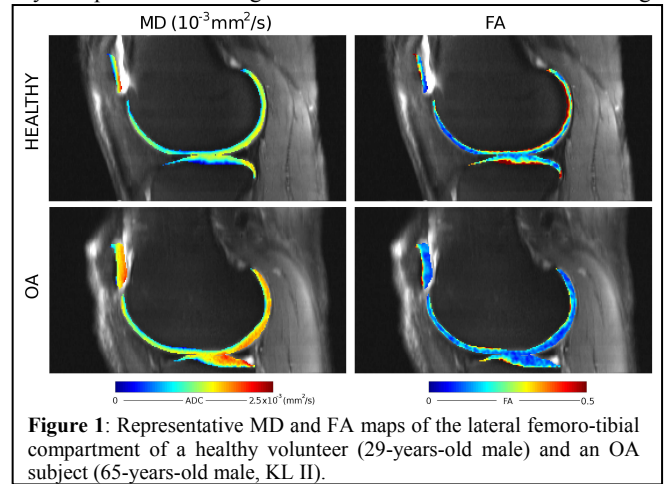 MD (10⁻³mm²/s)
FA
HEALTHY
OA
0 ADC 2.5x10⁻³(mm²/s)
0 FA 0.5
Figure 1: Representative MD and FA maps of the lateral femoro-tibial
compartment of a healthy volunteer (29-years-old male) and an OA
subject (65-years-old male, KL II).